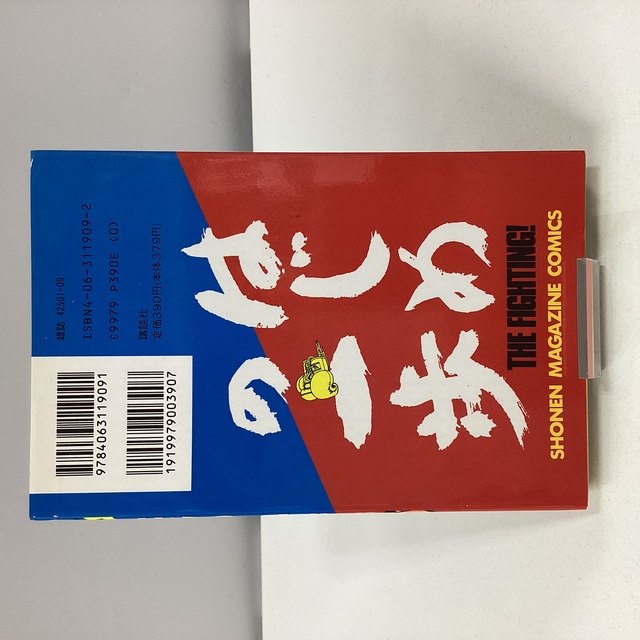 雑誌 42501-09
ISBN4-06-311909-2
C9979 P390E (0)
講談社
定価390円(本体379円)
9784063119091
1919979003907
はじめ
の一歩
THE FIGHTING!
SHONEN MAGAZINE COMICS